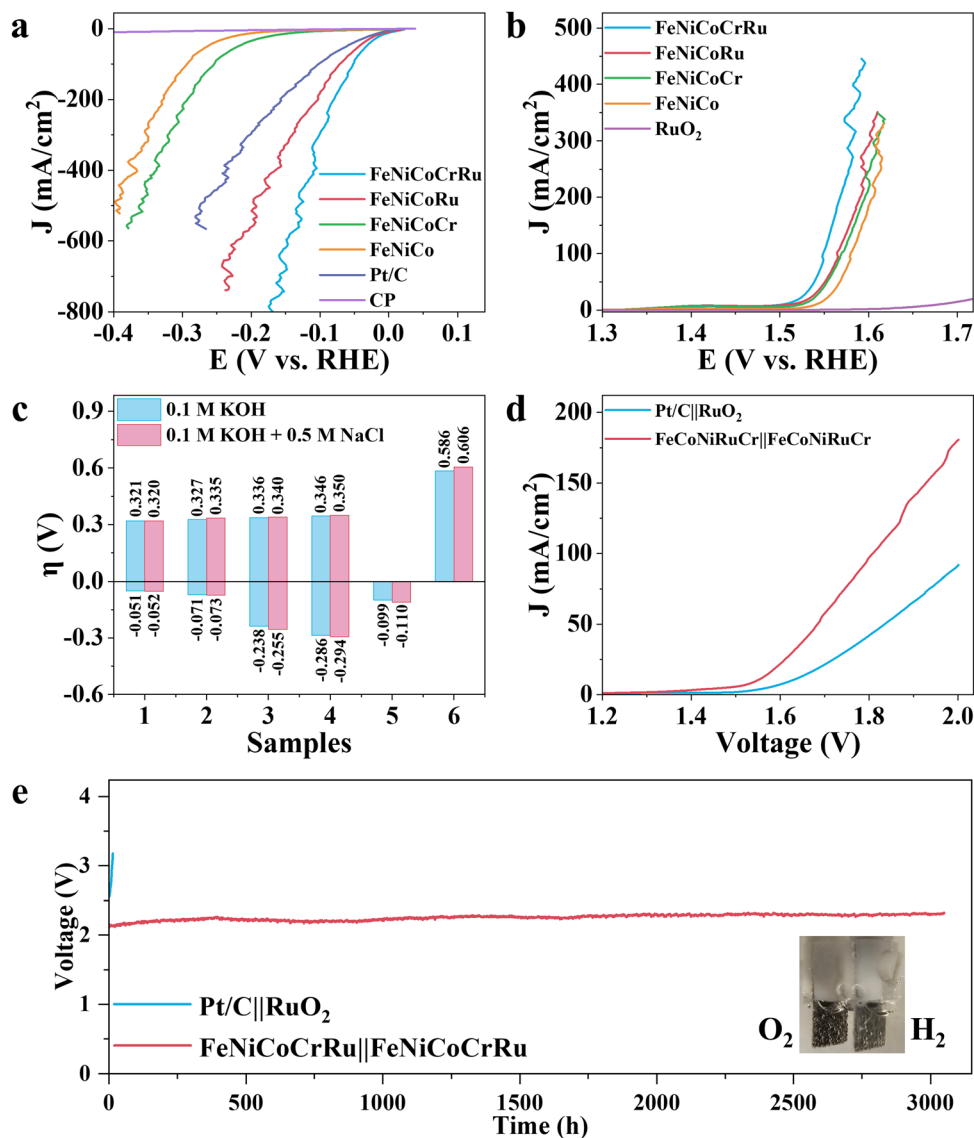 a
J (mA/cm²)
0
-200
-400
-600
-800
-0.4
-0.3
-0.2
-0.1
0.0
0.1
E (V vs. RHE)
FeNiCoCrRu
FeNiCoRu
FeNiCoCr
FeNiCo
Pt/C
CP
b
J (mA/cm²)
500
400
300
200
100
0
1.3
1.4
1.5
1.6
1.7
E (V vs. RHE)
FeNiCoCrRu
FeNiCoRu
FeNiCoCr
FeNiCo
RuO₂
c
η (V)
0.9
0.6
0.3
0.0
-0.3
-0.6
0.1 M KOH
0.1 M KOH + 0.5 M NaCl
0.321
0.320
0.327
0.335
0.336
0.340
0.346
0.350
0.586
0.606
-0.051
-0.052
-0.071
-0.073
-0.238
-0.255
-0.286
-0.294
-0.099
-0.110
1
2
3
4
5
6
Samples
d
J (mA/cm²)
200
150
100
50
0
Pt/C||RuO₂
FeCoNiRuCr||FeCoNiRuCr
1.2
1.4
1.6
1.8
2.0
Voltage (V)
e
Voltage (V)
4
3
2
1
0
Pt/C||RuO₂
FeNiCoCrRu||FeNiCoCrRu
O₂
H₂
0
500
1000
1500
2000
2500
3000
Time (h)